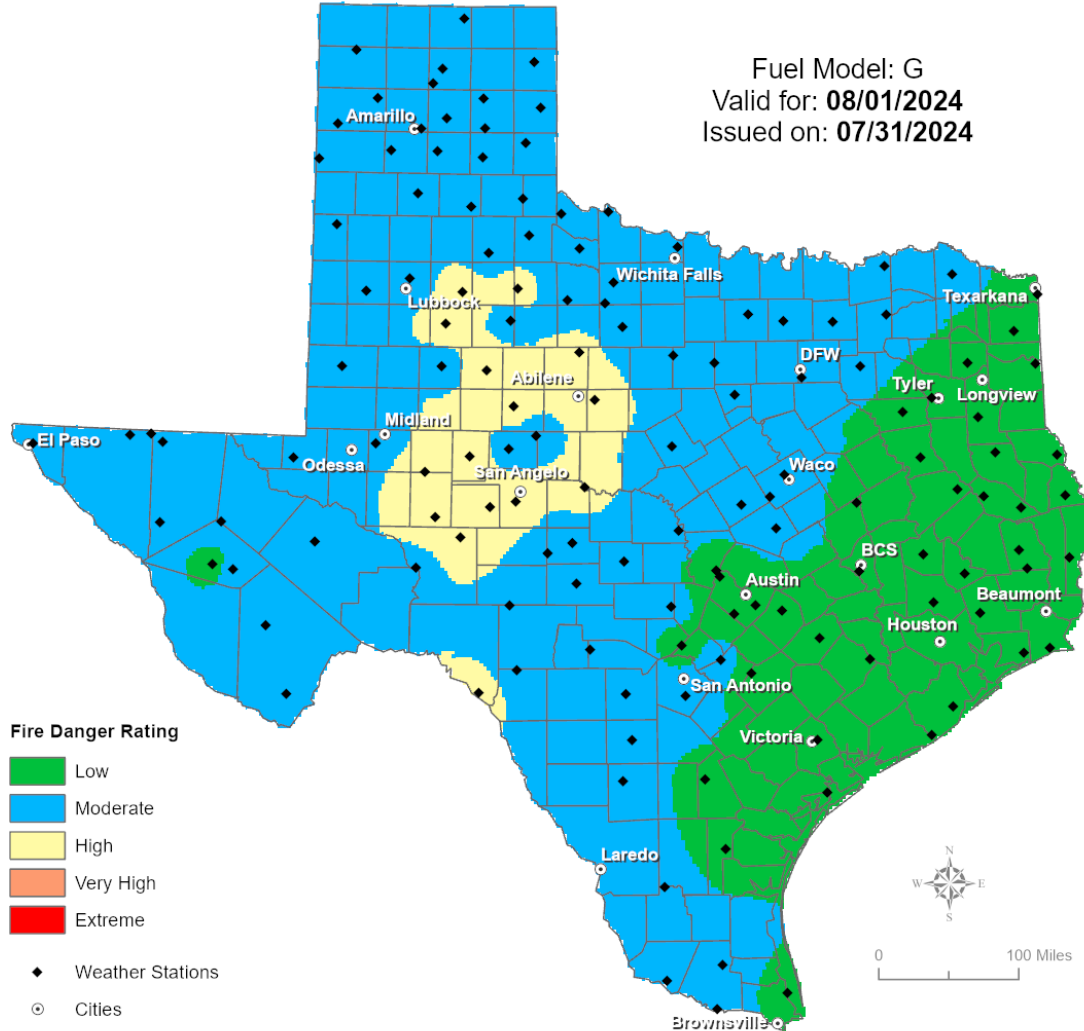 Fuel Model: G
Valid for: 08/01/2024
Issued on: 07/31/2024
Amarillo
Wichita Falls
Lubbock
Texarkana
DFW
Abilene
Tyler
Longview
Midland
El Paso
Odessa
San Angelo
Waco
BCS
Austin
Beaumont
Houston
San Antonio
Victoria
Laredo
Brownsville
Fire Danger Rating
Low
Moderate
High
Very High
Extreme
Weather Stations
Cities
N
W E
S
0 100 Miles